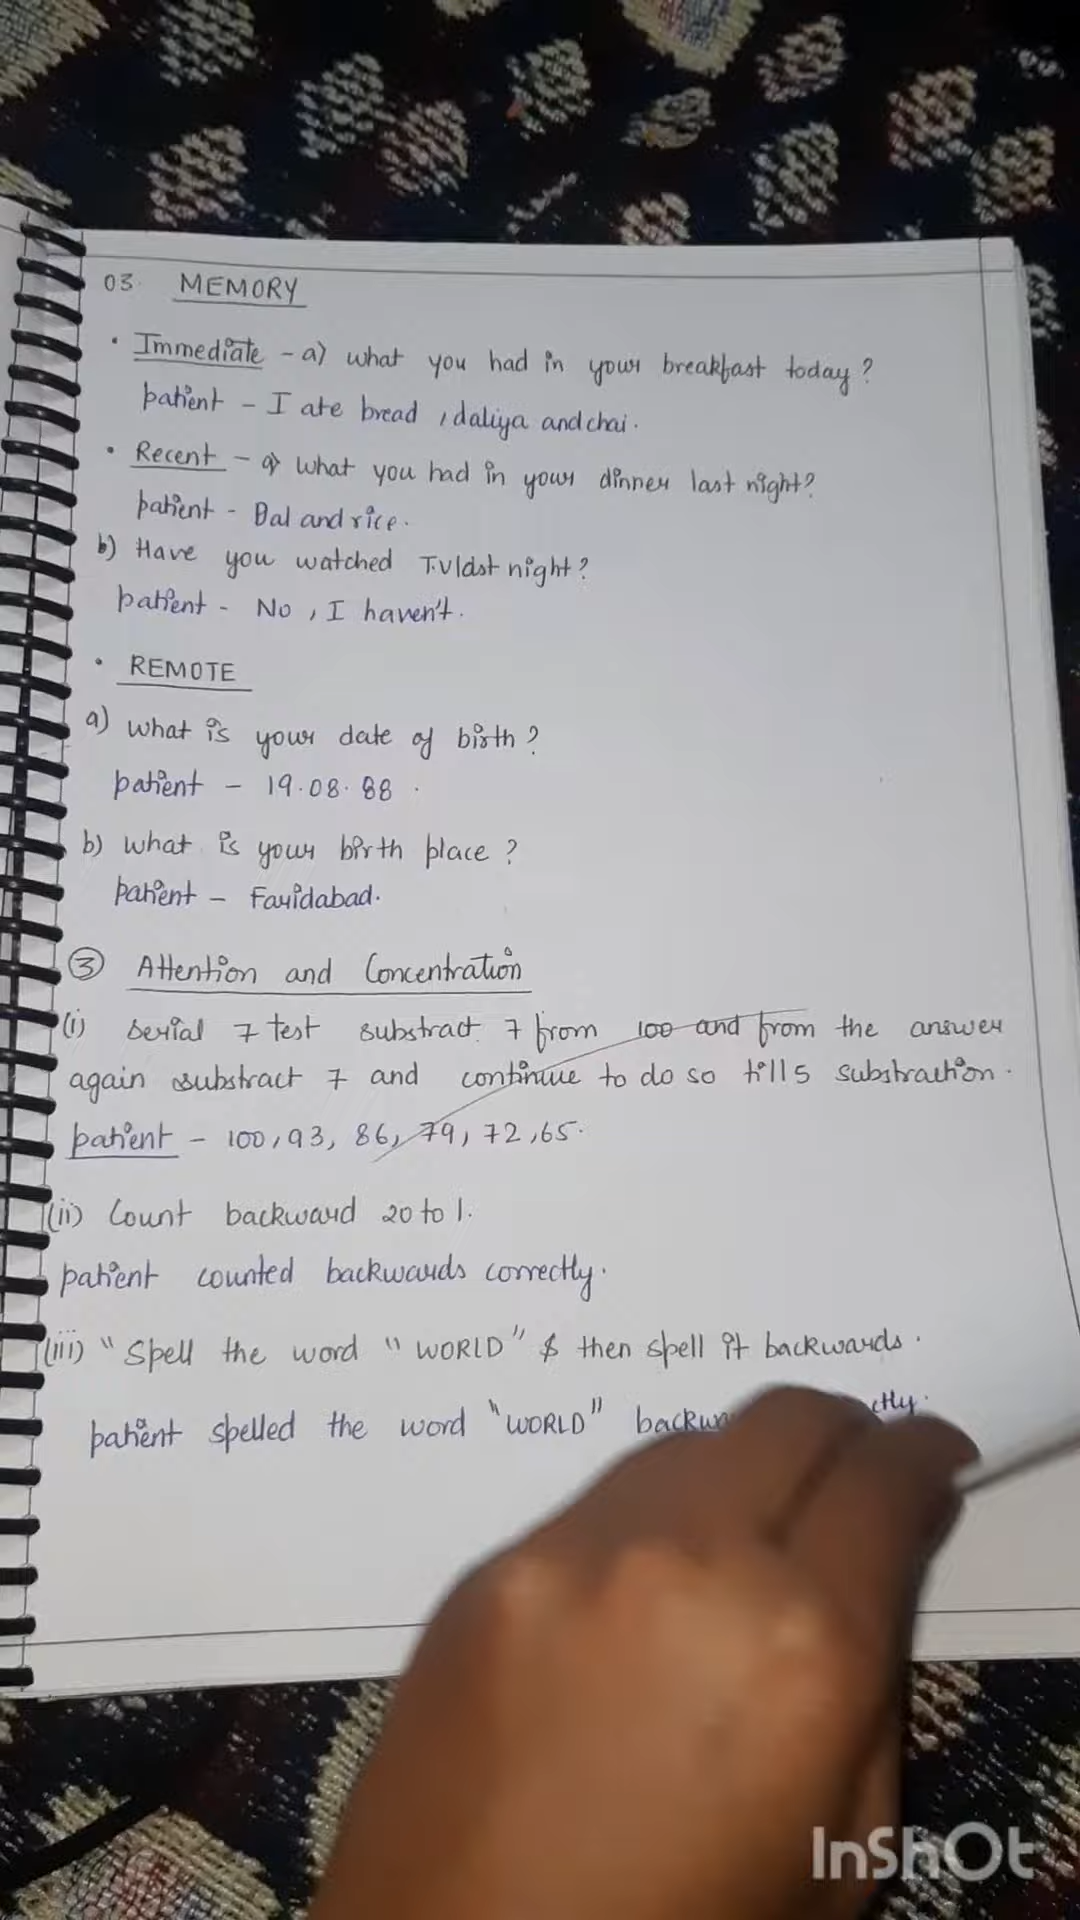 03. MEMORY
• Immediate - a) what you had in your breakfast today?
patient - I ate bread, daliya and chai.
• Recent - a) what you had in your dinner last night?
patient - Dal and rice.
b) Have you watched T.V last night?
patient - No, I haven't.
• REMOTE
a) what is your date of birth?
patient - 19.08.88.
b) what is your birth place?
patient - Faridabad.
③ Attention and Concentration
(i) Serial 7 test substract 7 from 100 and from the answer
again substract 7 and continue to do so till 5 substraction.
patient - 100, 93, 86, 79, 72, 65.
(ii) Count backward 20 to 1.
patient counted backwards correctly.
(iii) "Spell the word "WORLD" $ then spell it backwards.
patient spelled the word "WORLD"
InShOt